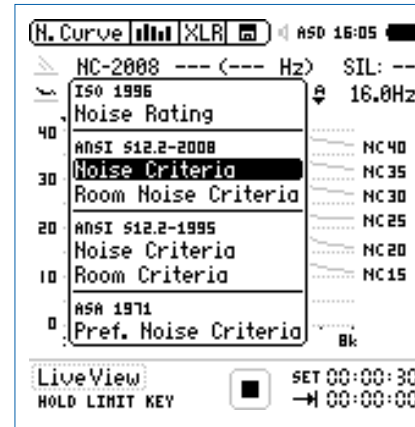 N. Curve XLR ASD 16:05
NC-2008 --- (--- Hz) SIL: --
ISO 1996
16.0Hz
Noise Rating
40
ANSI S12.2-2008
NC40
Noise Criteria
NC35
30
Room Noise Criteria
NC30
NC25
20
ANSI S12.2-1995
Noise Criteria
NC20
10
Room Criteria
NC15
ASA 1971
0
Pref. Noise Criteria
8k
LiveView
SET 00:00:30
HOLD LIMIT KEY
00:00:00